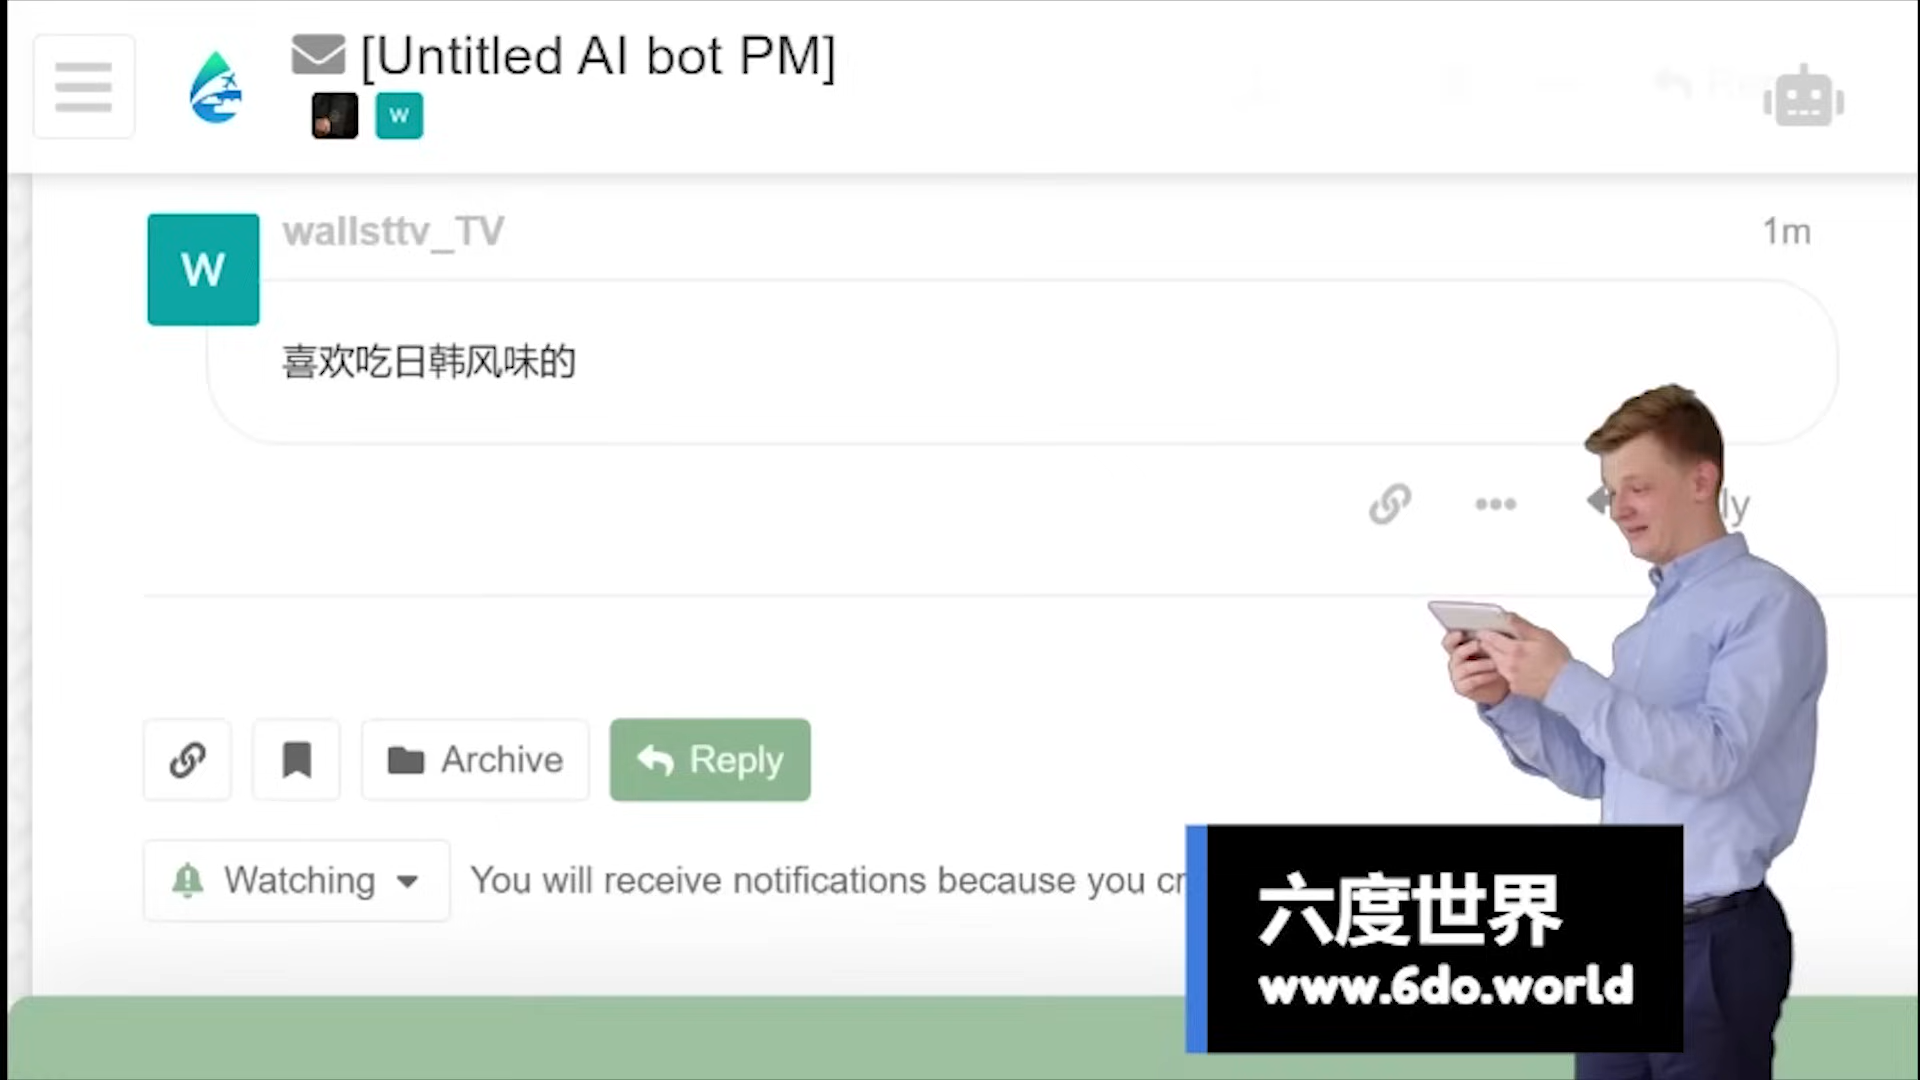 [Untitled AI bot PM]
W
wallsttv_TV
1m
W
喜欢吃日韩风味的
Archive
Reply
Watching
You will receive notifications because you
六度世界
www.6do.world